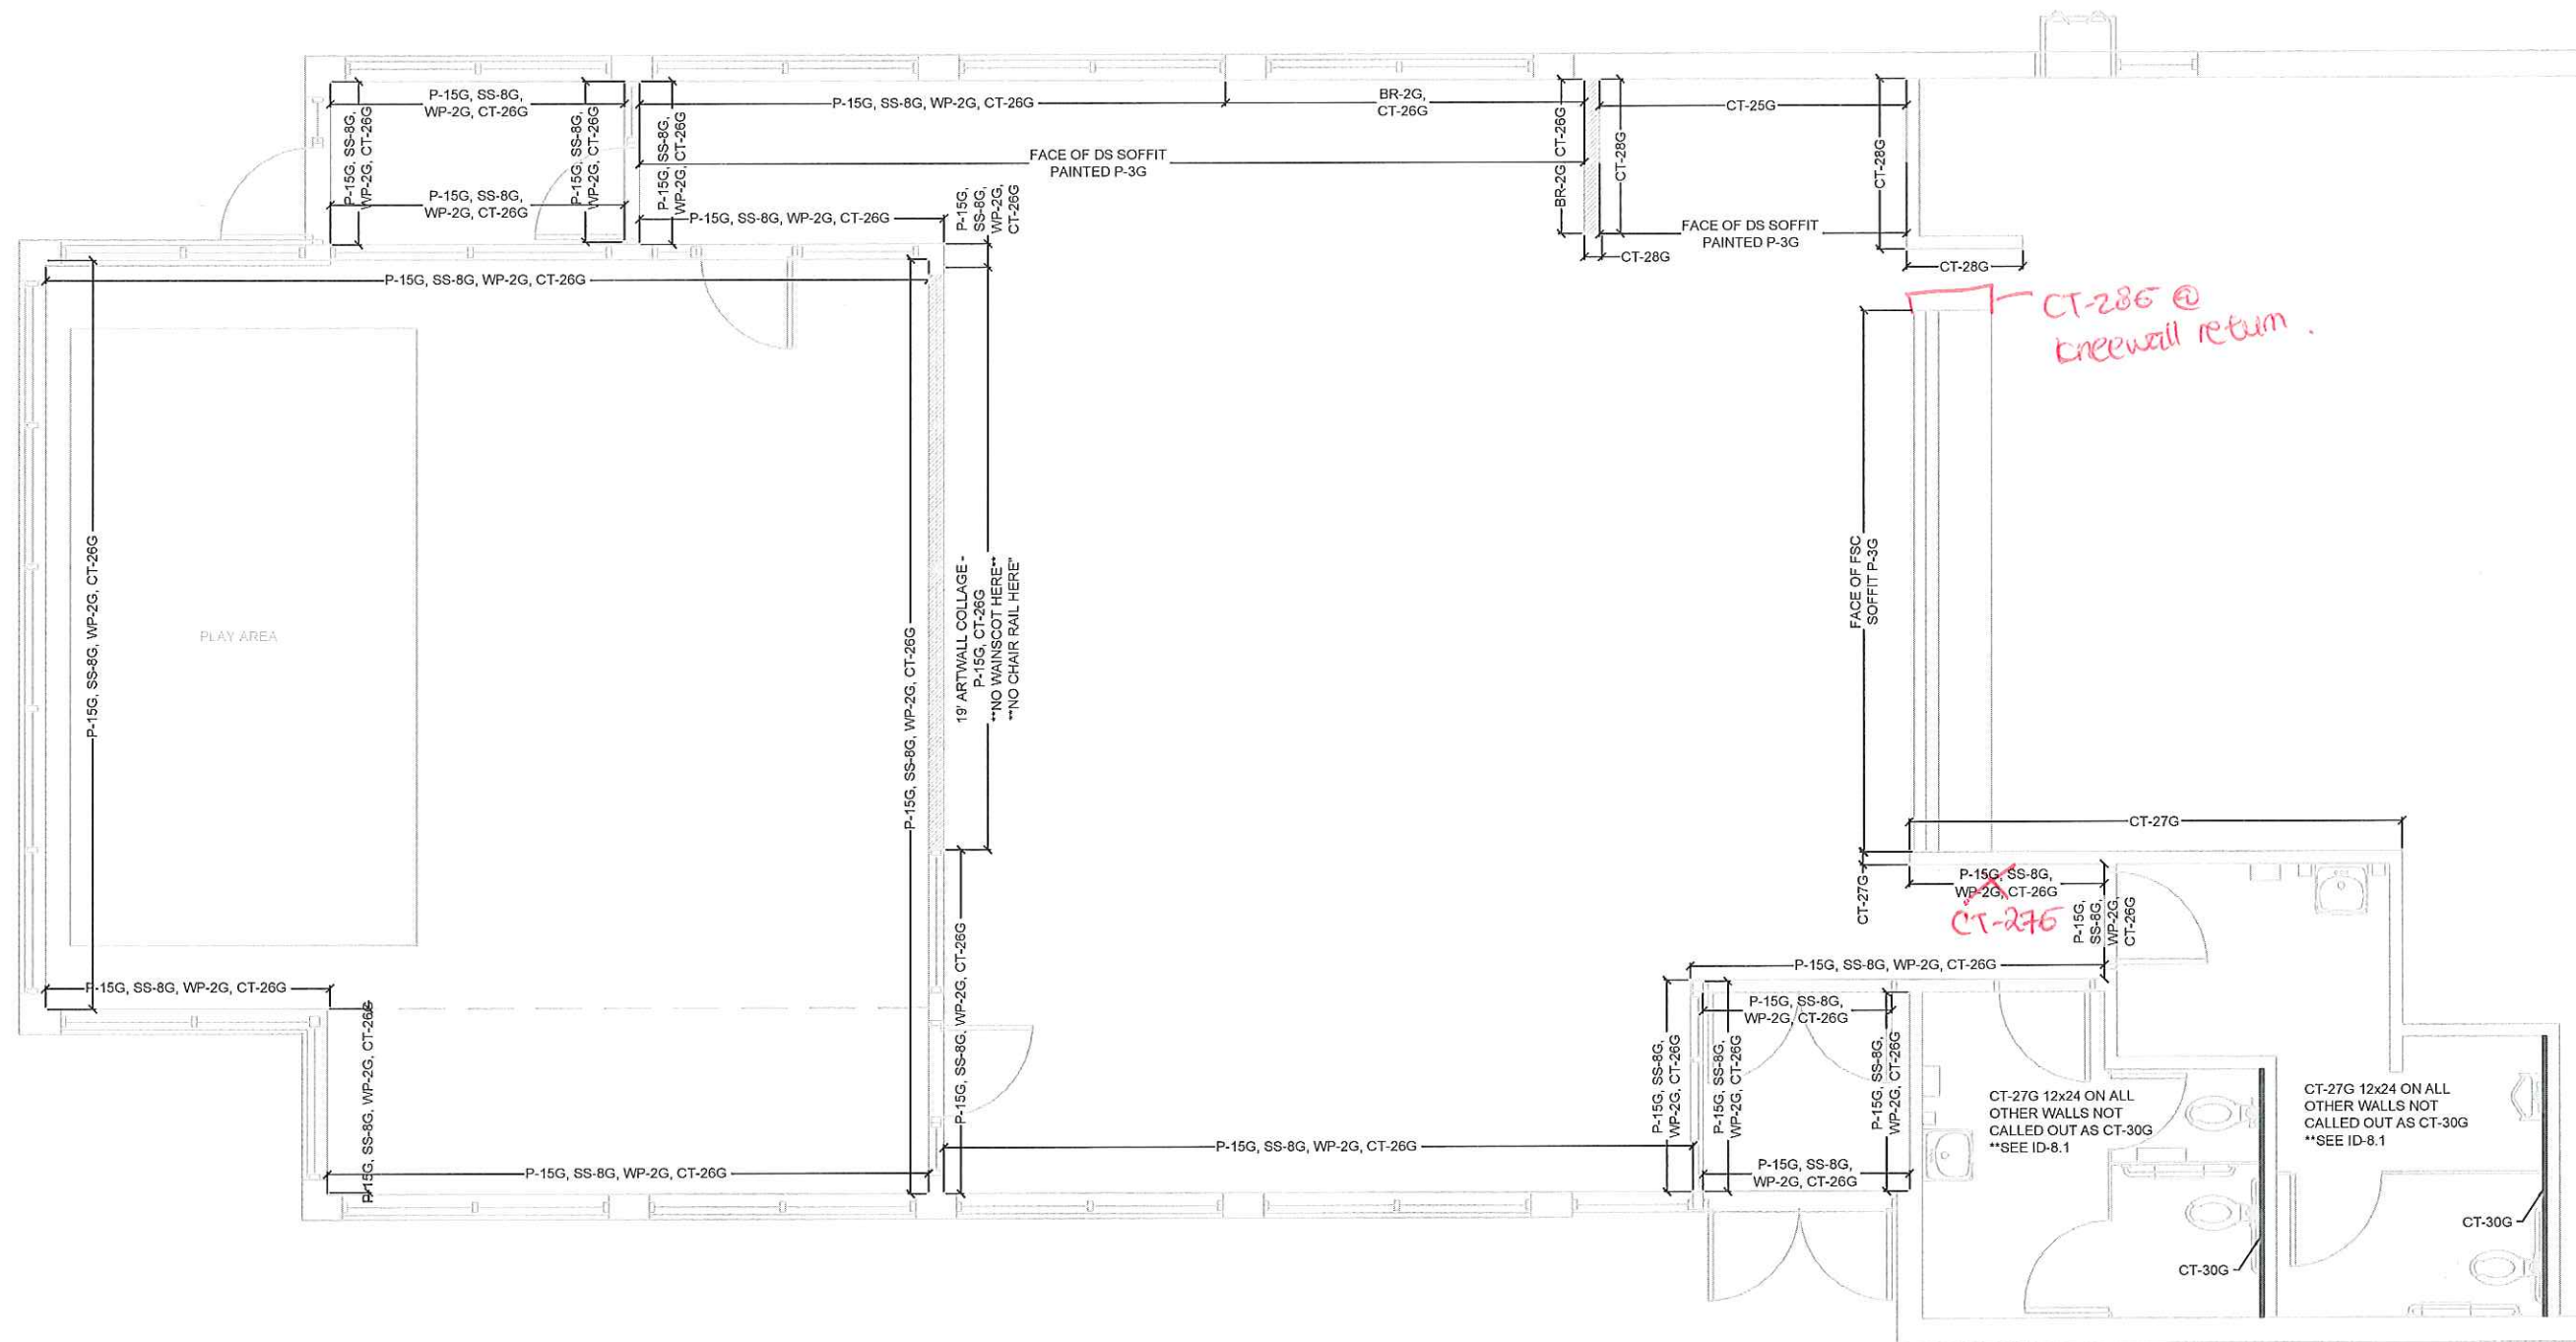 P-15G, SS-8G,
WP-2G, CT-26G
P-15G, SS-8G, WP-2G, CT-26G
BR-2G,
CT-26G
CT-25G
P-15G, SS-8G,
WP-2G, CT-26G
P-15G, SS-8G,
WP-2G, CT-26G
P-15G, SS-8G,
WP-2G, CT-26G
BR-2G CT-26G
CT-28G
CT-28G
FACE OF DS SOFFIT
PAINTED P-3G
P-15G, SS-8G,
WP-2G, CT-26G
P-15G, SS-8G, WP-2G, CT-26G
P-15G,
SS-8G,
WP-2G,
CT-26G
FACE OF DS SOFFIT
PAINTED P-3G
CT-28G
CT-28G
P-15G, SS-8G, WP-2G, CT-26G
CT-286 @
kneewall return .
P-15G, SS-8G, WP-2G, CT-26G
PLAY AREA
P-15G, SS-8G, WP-2G, CT-26G
19' ARTWALL COLLAGE -
P-15G, CT-26G
**NO WAINSCOT HERE**
**NO CHAIR RAIL HERE"
FACE OF FSC
SOFFIT P-3G
CT-27G
CT-27G
P-15G, SS-8G,
WP-2G, CT-26G
CT-276
P-15G,
SS-8G,
WP-2G,
CT-26G
P-15G, SS-8G, WP-2G, CT-26G
P-15G, SS-8G, WP-2G, CT-26G
P-15G, SS-8G, WP-2G, CT-26G
P-15G, SS-8G, WP-2G, CT-26G
P-15G, SS-8G,
WP-2G, CT-26G
P-15G, SS-8G,
WP-2G, CT-26G
P-15G, SS-8G,
WP-2G, CT-26G
P-15G, SS-8G,
WP-2G, CT-26G
CT-27G 12x24 ON ALL
OTHER WALLS NOT
CALLED OUT AS CT-30G
**SEE ID-8.1
CT-27G 12x24 ON ALL
OTHER WALLS NOT
CALLED OUT AS CT-30G
**SEE ID-8.1
P-15G, SS-8G, WP-2G, CT-26G
P-15G, SS-8G, WP-2G, CT-26G
P-15G, SS-8G,
WP-2G, CT-26G
CT-30G
CT-30G